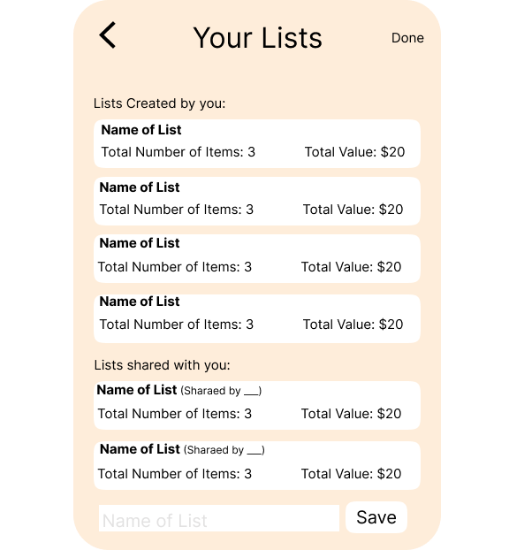 Your Lists Done
Lists Created by you:
Name of List
Total Number of Items: 3 Total Value: $20
Name of List
Total Number of Items: 3 Total Value: $20
Name of List
Total Number of Items: 3 Total Value: $20
Name of List
Total Number of Items: 3 Total Value: $20
Lists shared with you:
Name of List (Sharaed by __)
Total Number of Items: 3 Total Value: $20
Name of List (Sharaed by __)
Total Number of Items: 3 Total Value: $20
Name of List Save